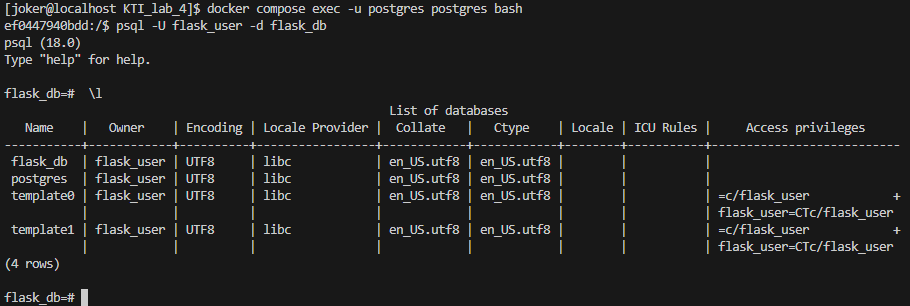 [joker@localhost KTI_lab_4]$ docker compose exec -u postgres postgres bash
ef0447940bdd:/$ psql -U flask_user -d flask_db
psql (18.0)
Type "help" for help.

flask_db=#  \l
                                                List of databases
   Name    |   Owner    | Encoding | Locale Provider |  Collate   |   Ctype    | Locale | ICU Rules |     Access privileges
-----------+------------+----------+-----------------+------------+------------+--------+-----------+---------------------------
 flask_db  | flask_user | UTF8     | libc            | en_US.utf8 | en_US.utf8 |        |           |
 postgres  | flask_user | UTF8     | libc            | en_US.utf8 | en_US.utf8 |        |           |
 template0 | flask_user | UTF8     | libc            | en_US.utf8 | en_US.utf8 |        |           | =c/flask_user            +
           |            |          |                 |            |            |        |           | flask_user=CTc/flask_user
 template1 | flask_user | UTF8     | libc            | en_US.utf8 | en_US.utf8 |        |           | =c/flask_user            +
           |            |          |                 |            |            |        |           | flask_user=CTc/flask_user
(4 rows)

flask_db=#